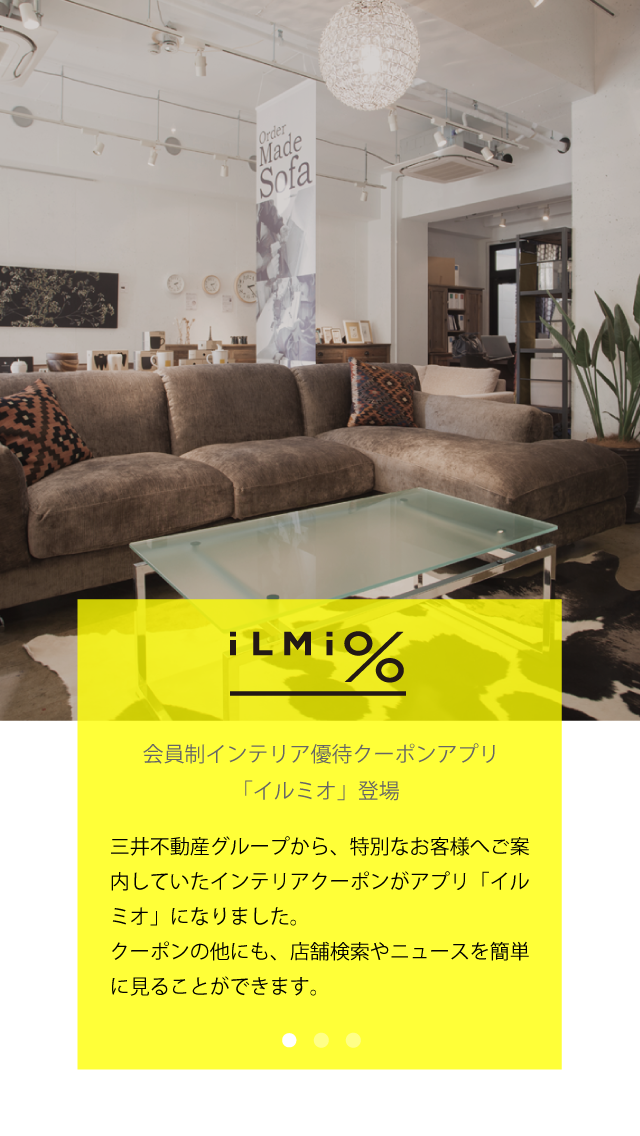 Order
Made
Sofa
iLMiO%
会員制インテリア優待クーポンアプリ
「イルミオ」登場
三井不動産グループから、特別なお客様へご案
内していたインテリアクーポンがアプリ「イル
ミオ」になりました。
クーポンの他にも、店舗検索やニュースを簡単
に見ることができます。